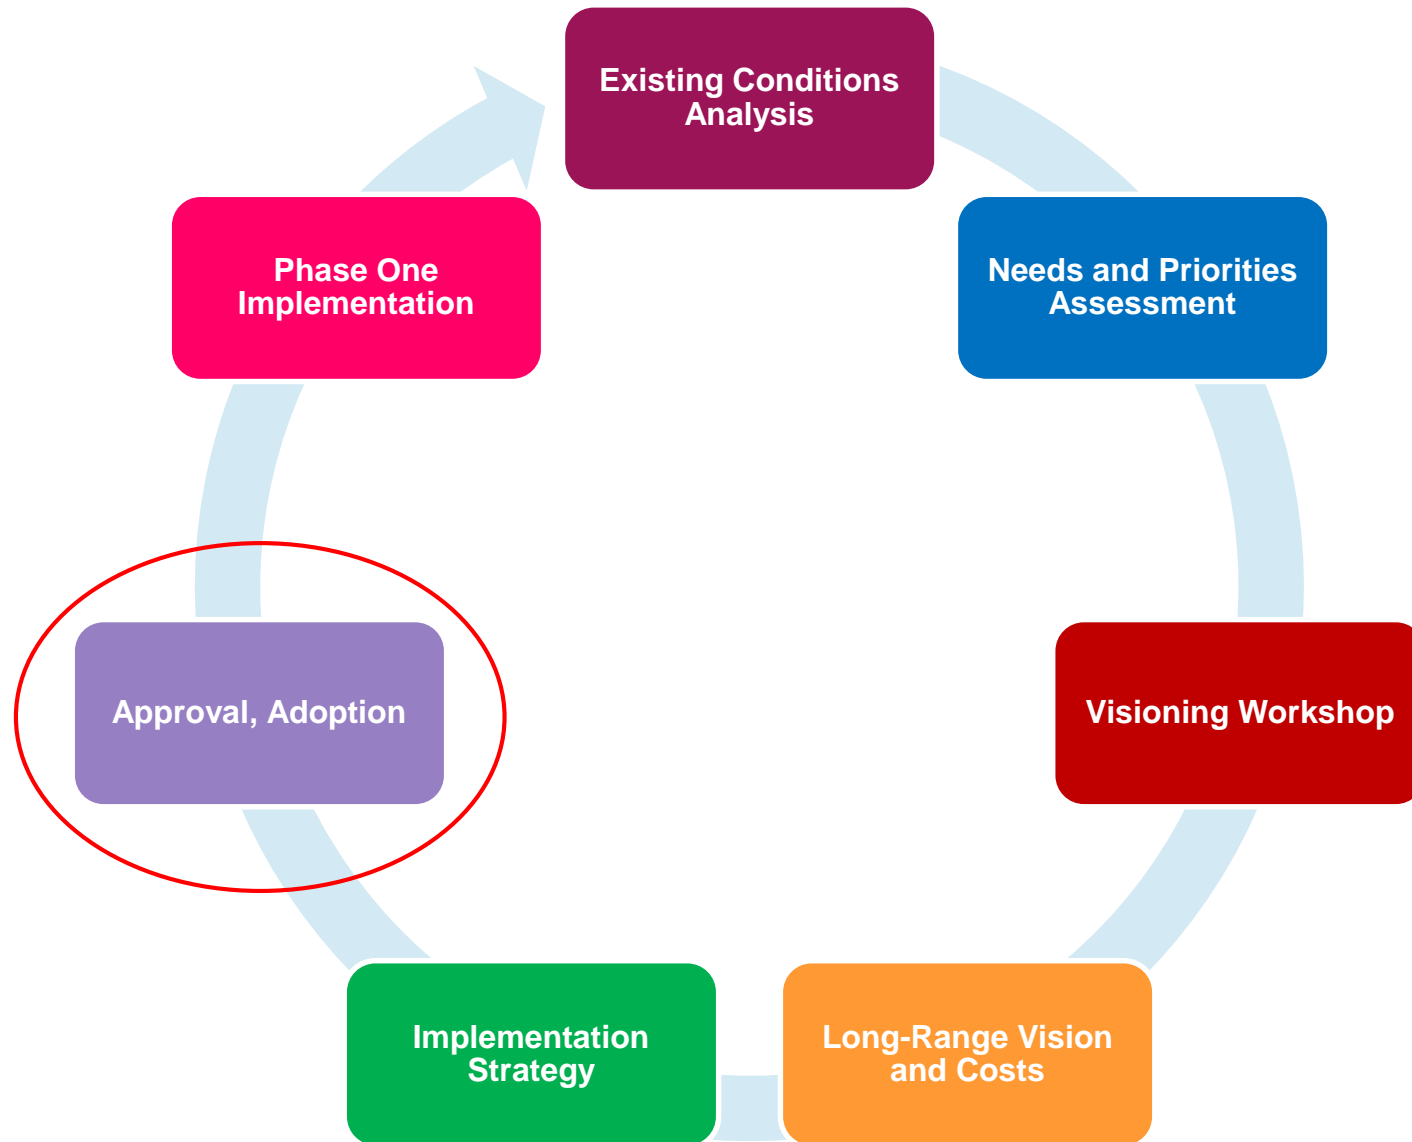 Existing Conditions
Analysis
Needs and Priorities
Assessment
Visioning Workshop
Long-Range Vision
and Costs
Implementation
Strategy
Approval, Adoption
Phase One
Implementation